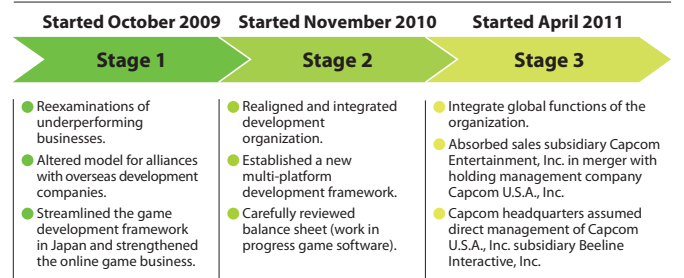 Started October 2009
Started November 2010
Started April 2011
Stage 1
Stage 2
Stage 3
Reexaminations of
underperforming
businesses.
Altered model for alliances
with overseas development
companies.
Streamlined the game
development framework
in Japan and strengthened
the online game business.
Realigned and integrated
development
organization.
Established a new
multi-platform
development framework.
Carefully reviewed
balance sheet (work in
progress game software).
Integrate global functions of the
organization.
Absorbed sales subsidiary Capcom
Entertainment, Inc. in merger with
holding management company
Capcom U.S.A., Inc.
Capcom headquarters assumed
direct management of Capcom
U.S.A., Inc. subsidiary Beeline
Interactive, Inc.